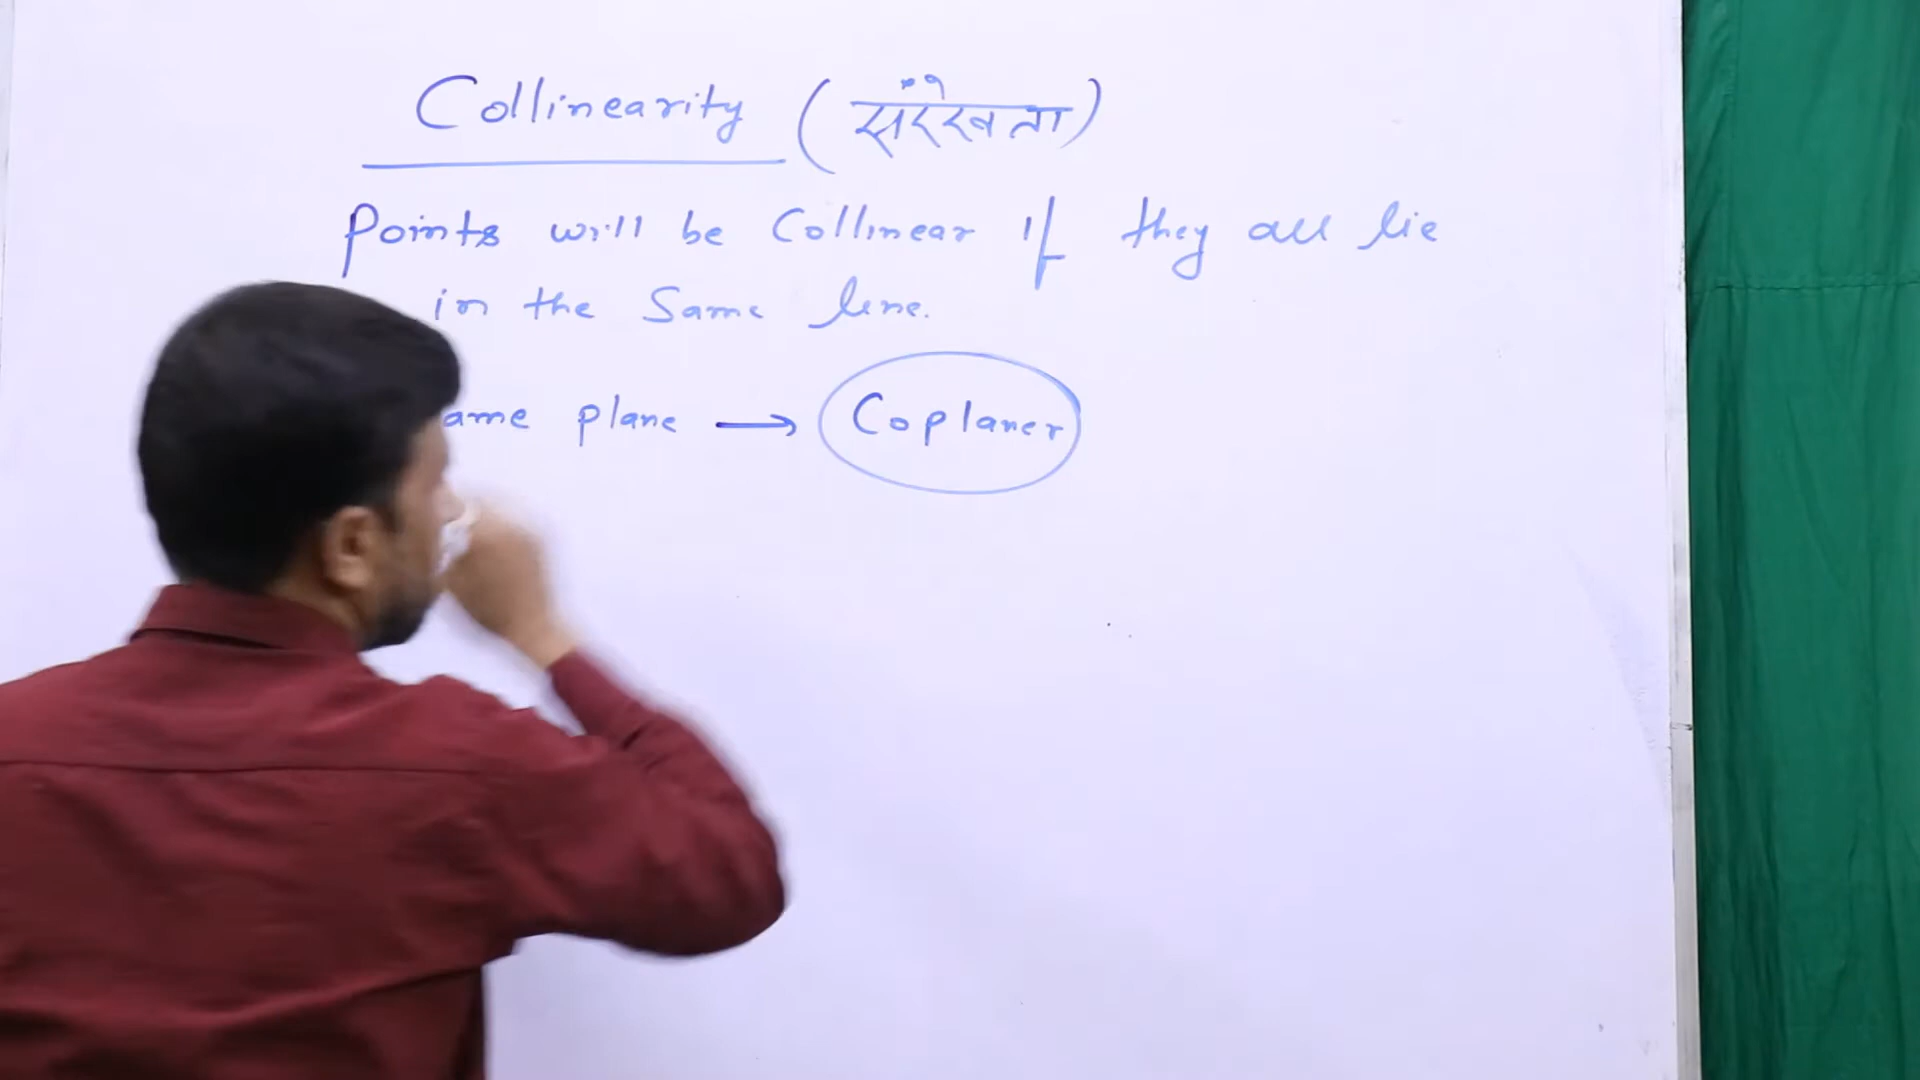 Collinearity (संरेखता)
Points will be Collinear if they all lie
in the Same line.
ame plane → Coplaner